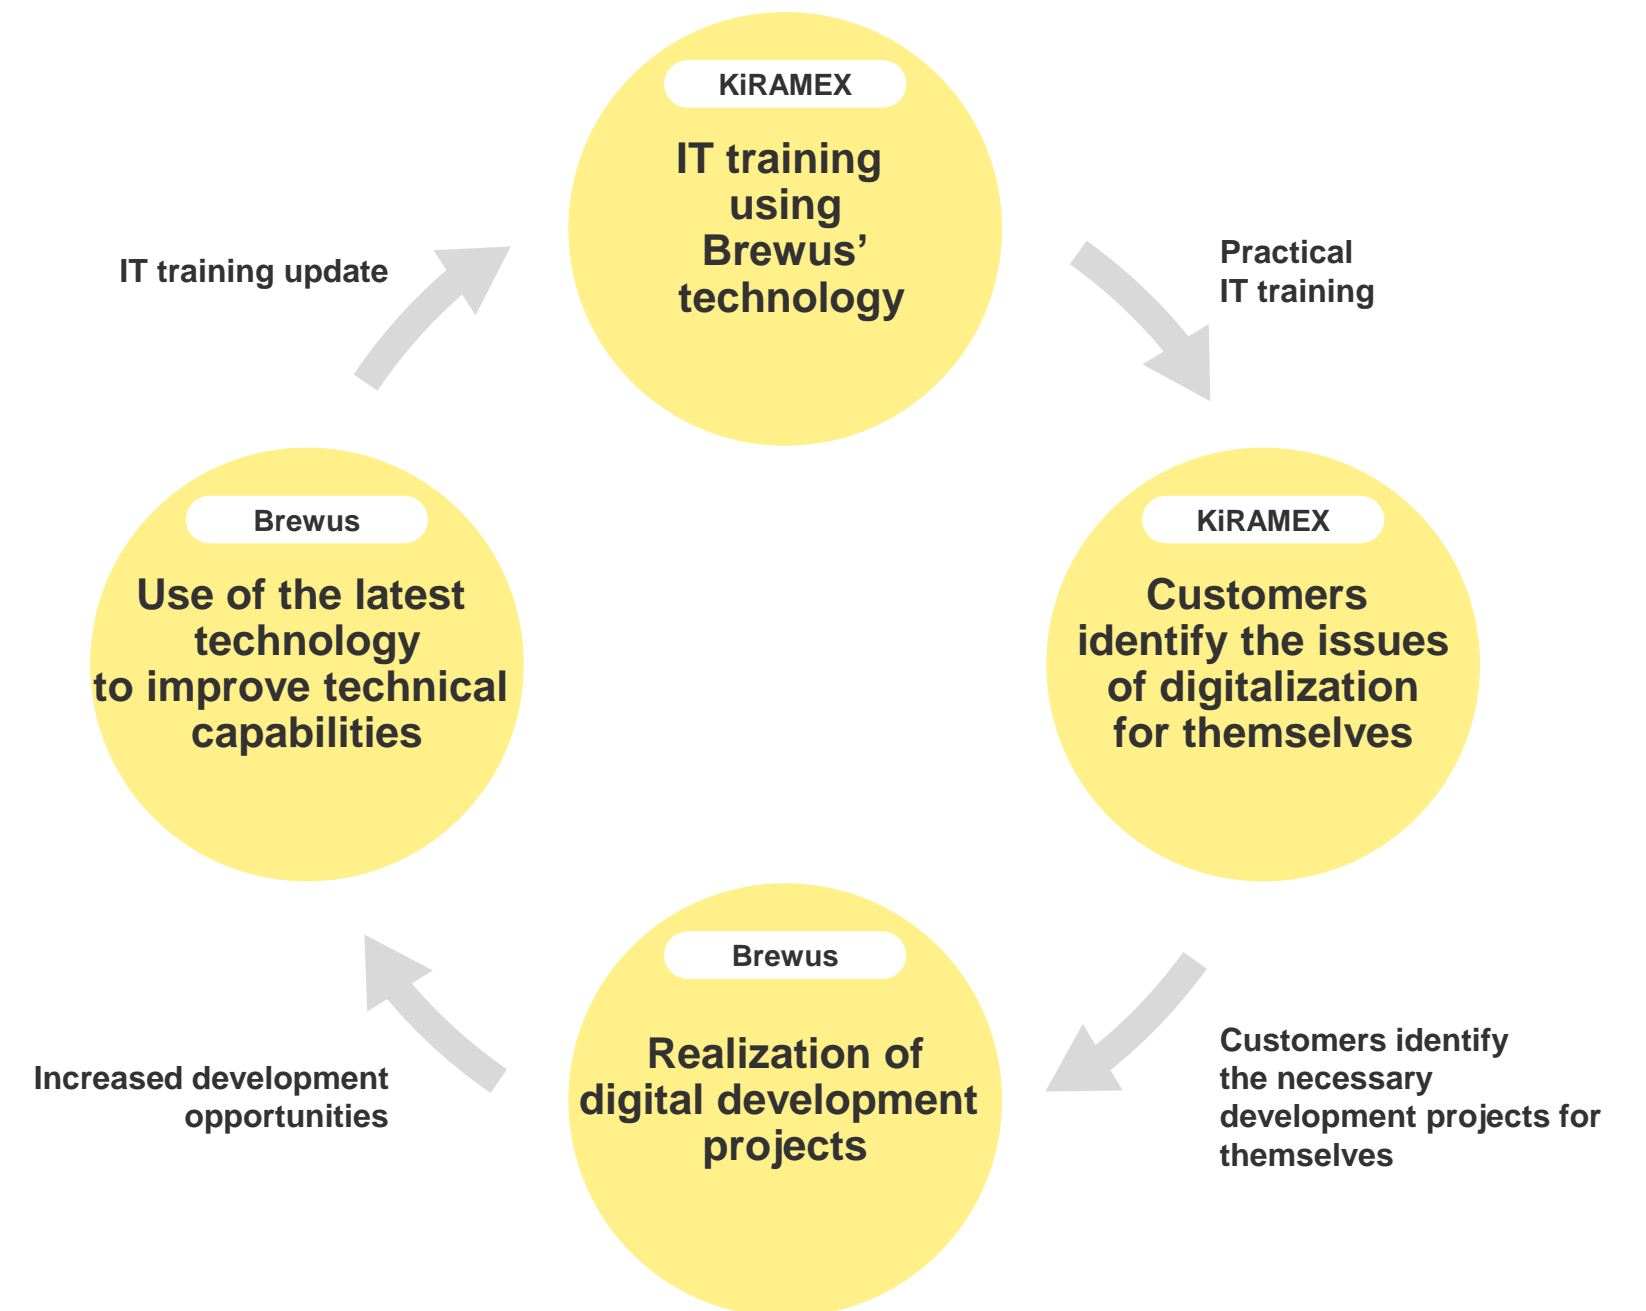 KiRAMEX
IT training
using
Brewus’
technology
IT training update
Practical
IT training
Brewus
Use of the latest
technology
to improve technical
capabilities
KiRAMEX
Customers
identify the issues
of digitalization
for themselves
Brewus
Realization of
digital development
projects
Increased development
opportunities
Customers identify
the necessary
development projects for
themselves